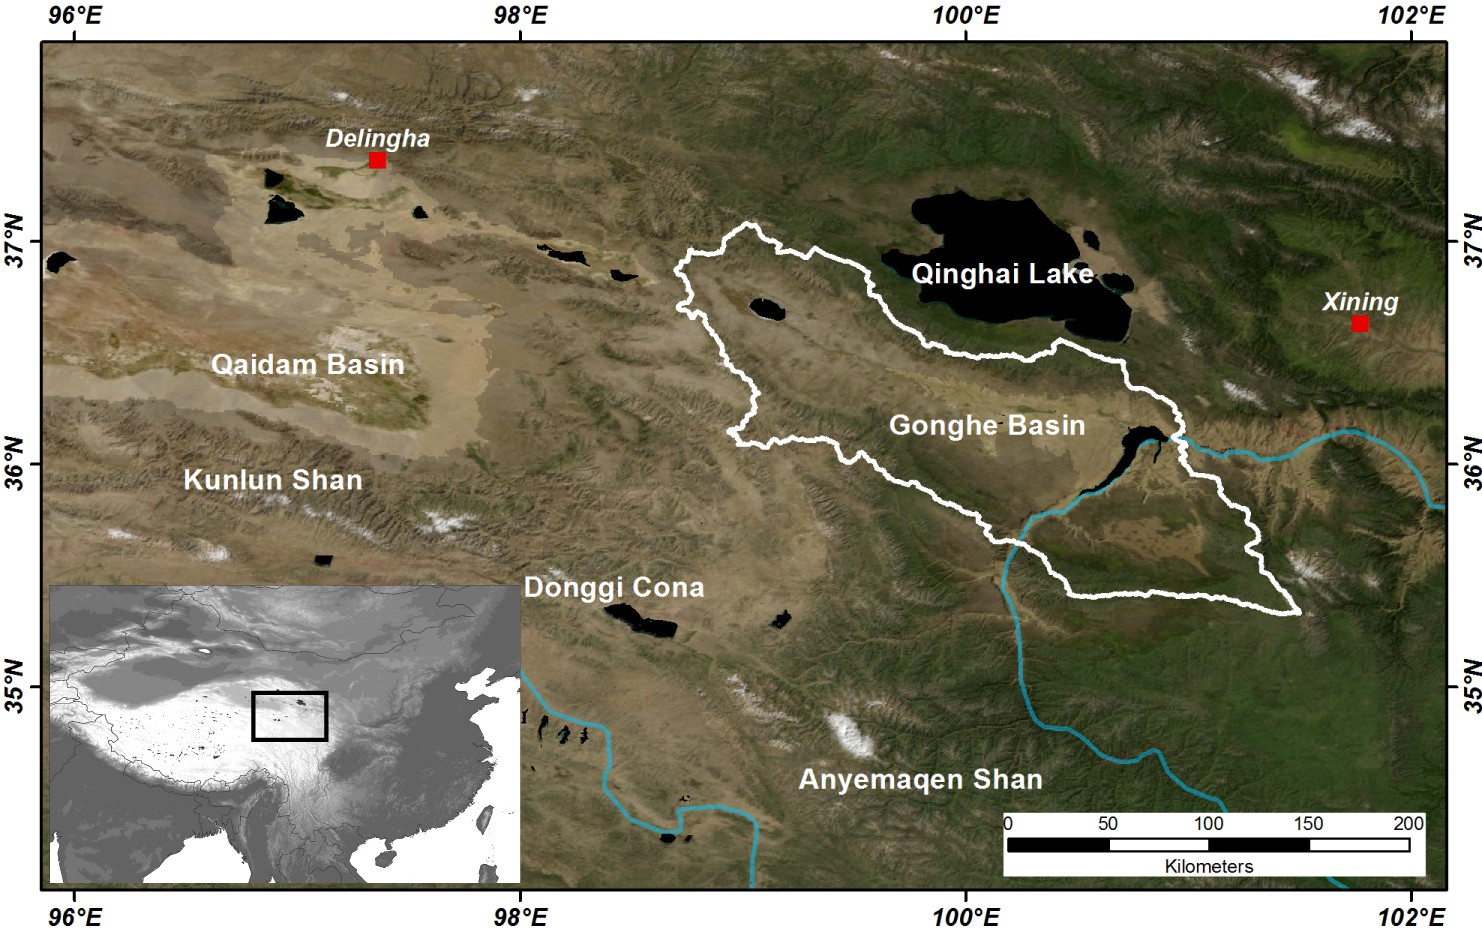 96°E 98°E 100°E 102°E
Delingha
37°N 37°N
Qinghai Lake
Xining
Qaidam Basin
Gonghe Basin
36°N 36°N
Kunlun Shan
Donggi Cona
35°N 35°N
Anyemaqen Shan
0 50 100 150 200
Kilometers
96°E 98°E 100°E 102°E